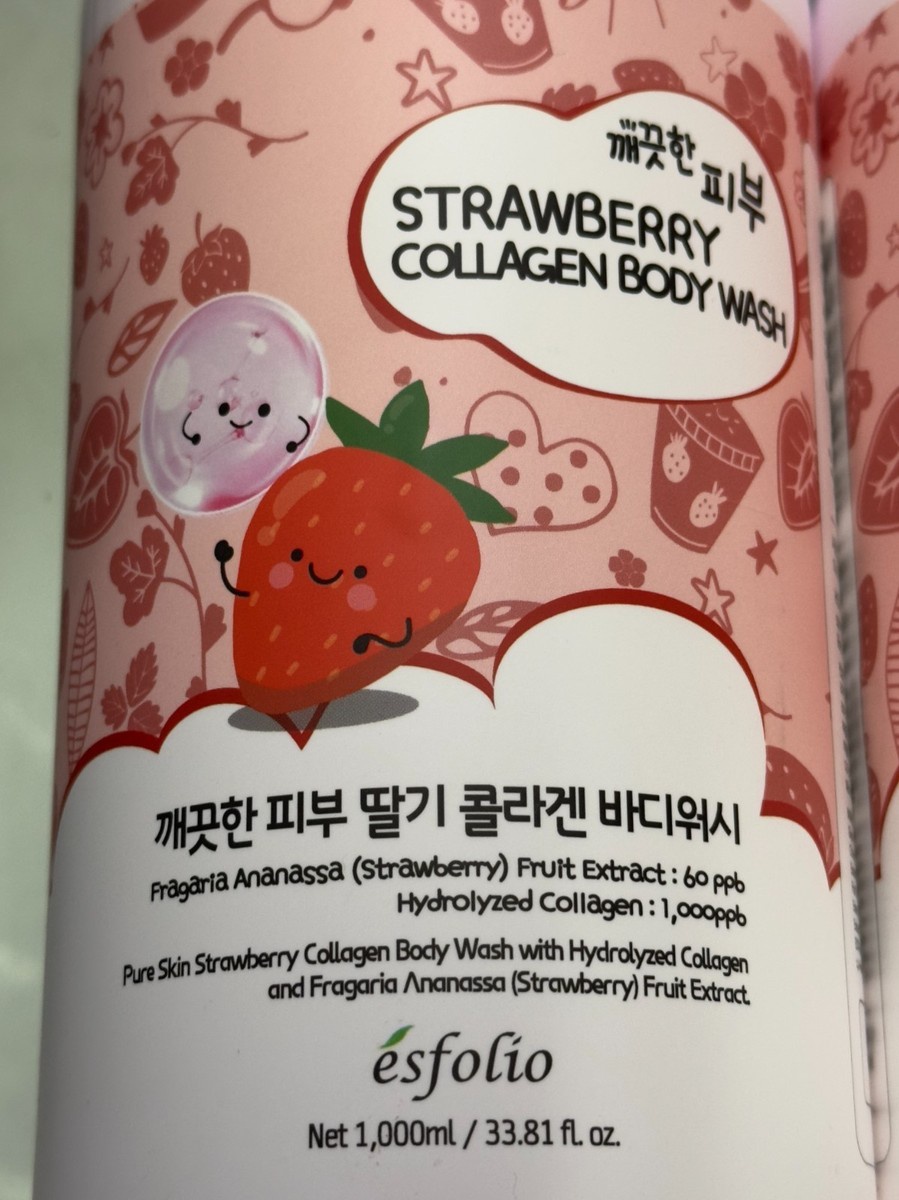 깨끗한 피부
STRAWBERRY
COLLAGEN BODY WASH
깨끗한 피부 딸기 콜라겐 바디워시
Fragaria Ananassa (Strawberry) Fruit Extract : 60 ppb
Hydrolyzed Collagen : 1,000ppb
Pure Skin Strawberry Collagen Body Wash with Hydrolyzed Collagen
and Fragaria Ananassa (Strawberry) Fruit Extract.
esfolio
Net 1,000ml / 33.81 fl. oz.